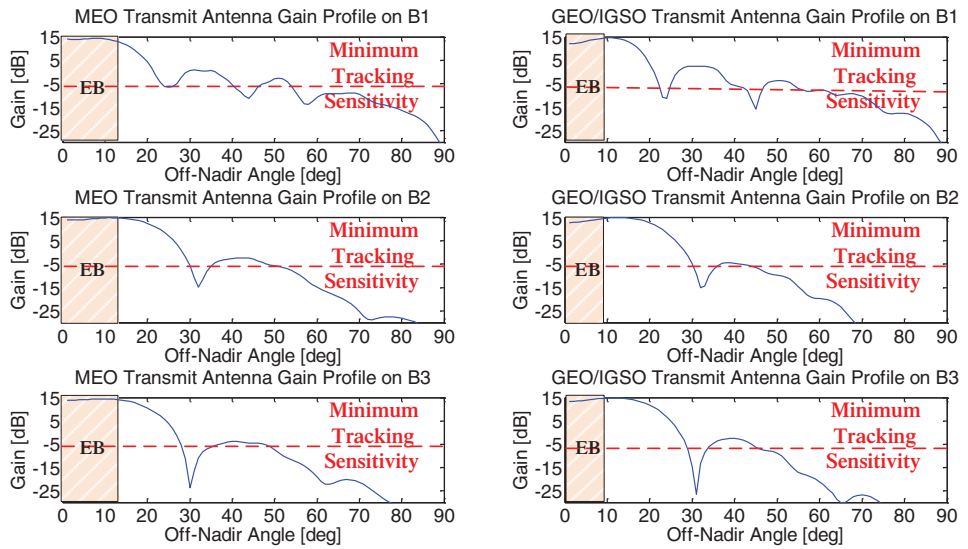 MEO Transmit Antenna Gain Profile on B1
15
5
-5
-15
-25
Gain [dB]
EB
Minimum
Tracking
Sensitivity
0 10 20 30 40 50 60 70 80 90
Off-Nadir Angle [deg]
GEO/IGSO Transmit Antenna Gain Profile on B1
15
5
-5
-15
-25
Gain [dB]
EB
Minimum
Tracking
Sensitivity
0 10 20 30 40 50 60 70 80 90
Off-Nadir Angle [deg]
MEO Transmit Antenna Gain Profile on B2
15
5
-5
-15
-25
Gain [dB]
EB
Minimum
Tracking
Sensitivity
0 10 20 30 40 50 60 70 80 90
Off-Nadir Angle [deg]
GEO/IGSO Transmit Antenna Gain Profile on B2
15
5
-5
-15
-25
Gain [dB]
EB
Minimum
Tracking
Sensitivity
0 10 20 30 40 50 60 70 80 90
Off-Nadir Angle [deg]
MEO Transmit Antenna Gain Profile on B3
15
5
-5
-15
-25
Gain [dB]
EB
Minimum
Tracking
Sensitivity
0 10 20 30 40 50 60 70 80 90
Off-Nadir Angle [deg]
GEO/IGSO Transmit Antenna Gain Profile on B3
15
5
-5
-15
-25
Gain [dB]
EB
Minimum
Tracking
Sensitivity
0 10 20 30 40 50 60 70 80 90
Off-Nadir Angle [deg]